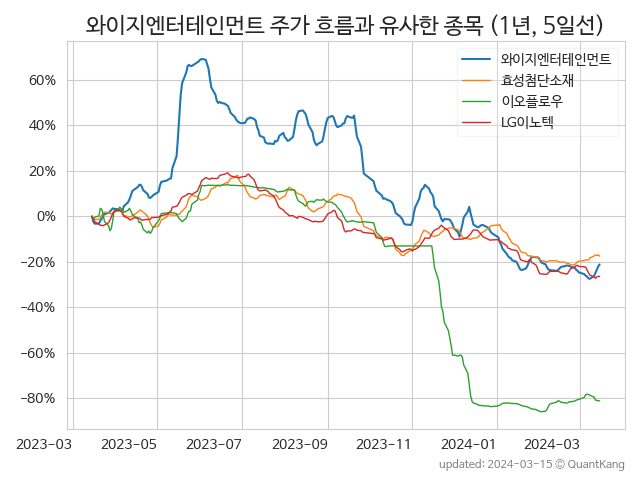 와이지엔터테인먼트 주가 흐름과 유사한 종목 (1년, 5일선)
와이지엔터테인먼트
효성첨단소재
이오플로우
LG이노텍
60%
40%
20%
0%
−20%
−40%
−60%
−80%
2023-03 2023-05 2023-07 2023-09 2023-11 2024-01 2024-03
updated: 2024-03-15 © QuantKang